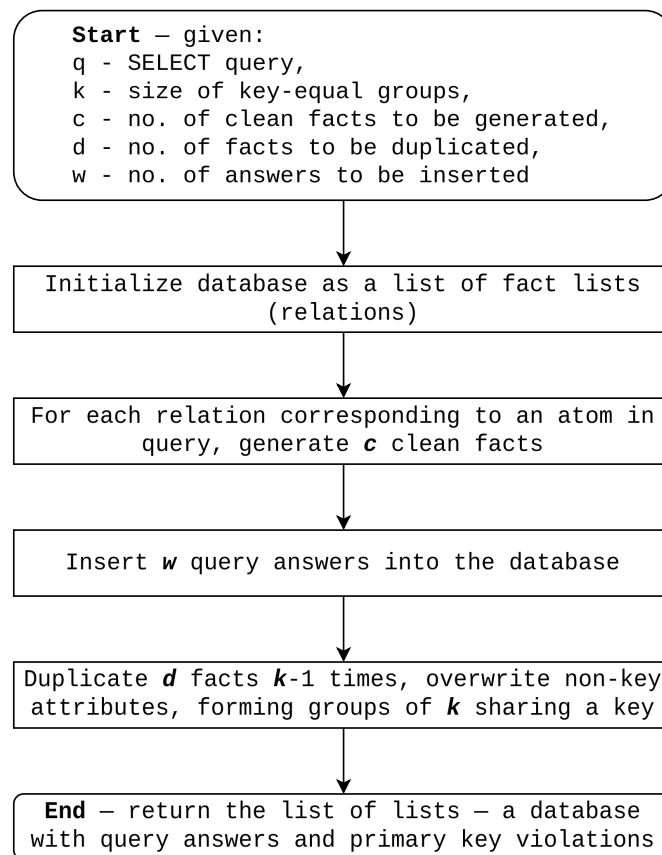 Start – given:
q - SELECT query,
k - size of key-equal groups,
c - no. of clean facts to be generated,
d - no. of facts to be duplicated,
w - no. of answers to be inserted
Initialize database as a list of fact lists
(relations)
For each relation corresponding to an atom in
query, generate c clean facts
Insert w query answers into the database
Duplicate d facts k-1 times, overwrite non-key
attributes, forming groups of k sharing a key
End – return the list of lists – a database
with query answers and primary key violations